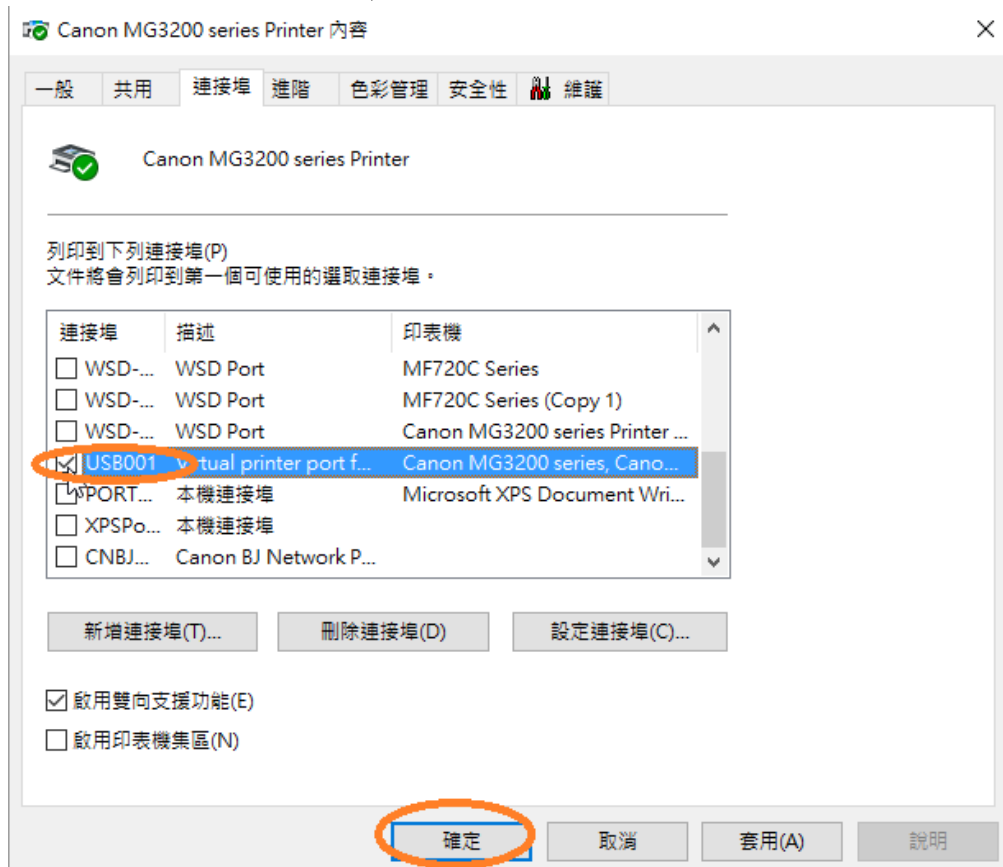 Canon MG3200 series Printer 內容
一般 共用 連接埠 進階 色彩管理 安全性 維護
Canon MG3200 series Printer
列印到下列連接埠(P)
文件將會列印到第一個可使用的選取連接埠。
連接埠 描述 印表機
WSD-... WSD Port MF720C Series
WSD-... WSD Port MF720C Series (Copy 1)
WSD-... WSD Port Canon MG3200 series Printer ...
USB001 Virtual printer port f... Canon MG3200 series, Cano...
PORT... 本機連接埠 Microsoft XPS Document Wri...
XPSPo... 本機連接埠
CNBJ... Canon BJ Network P...
新增連接埠(T)... 刪除連接埠(D) 設定連接埠(C)...
啟用雙向支援功能(E)
啟用印表機集區(N)
確定 取消 套用(A) 說明